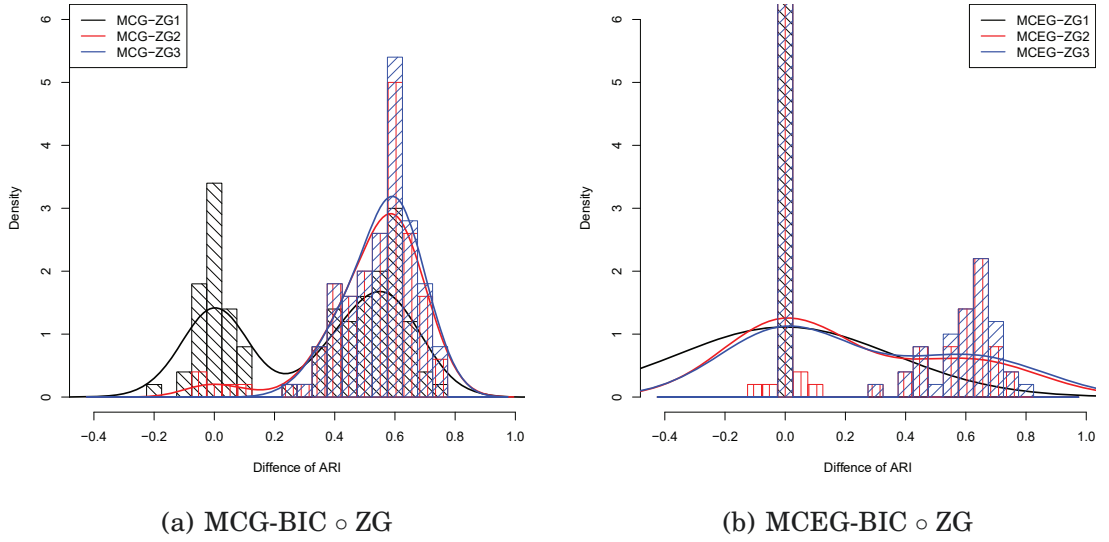 MCG−ZG1
MCG−ZG2
MCG−ZG3
6
5
4
3
2
1
0
Density
−0.4 −0.2 0.0 0.2 0.4 0.6 0.8 1.0
Diffence of ARI
(a) MCG-BIC ∘ ZG
MCEG−ZG1
MCEG−ZG2
MCEG−ZG3
6
5
4
3
2
1
0
Density
−0.4 −0.2 0.0 0.2 0.4 0.6 0.8 1.0
Diffence of ARI
(b) MCEG-BIC ∘ ZG